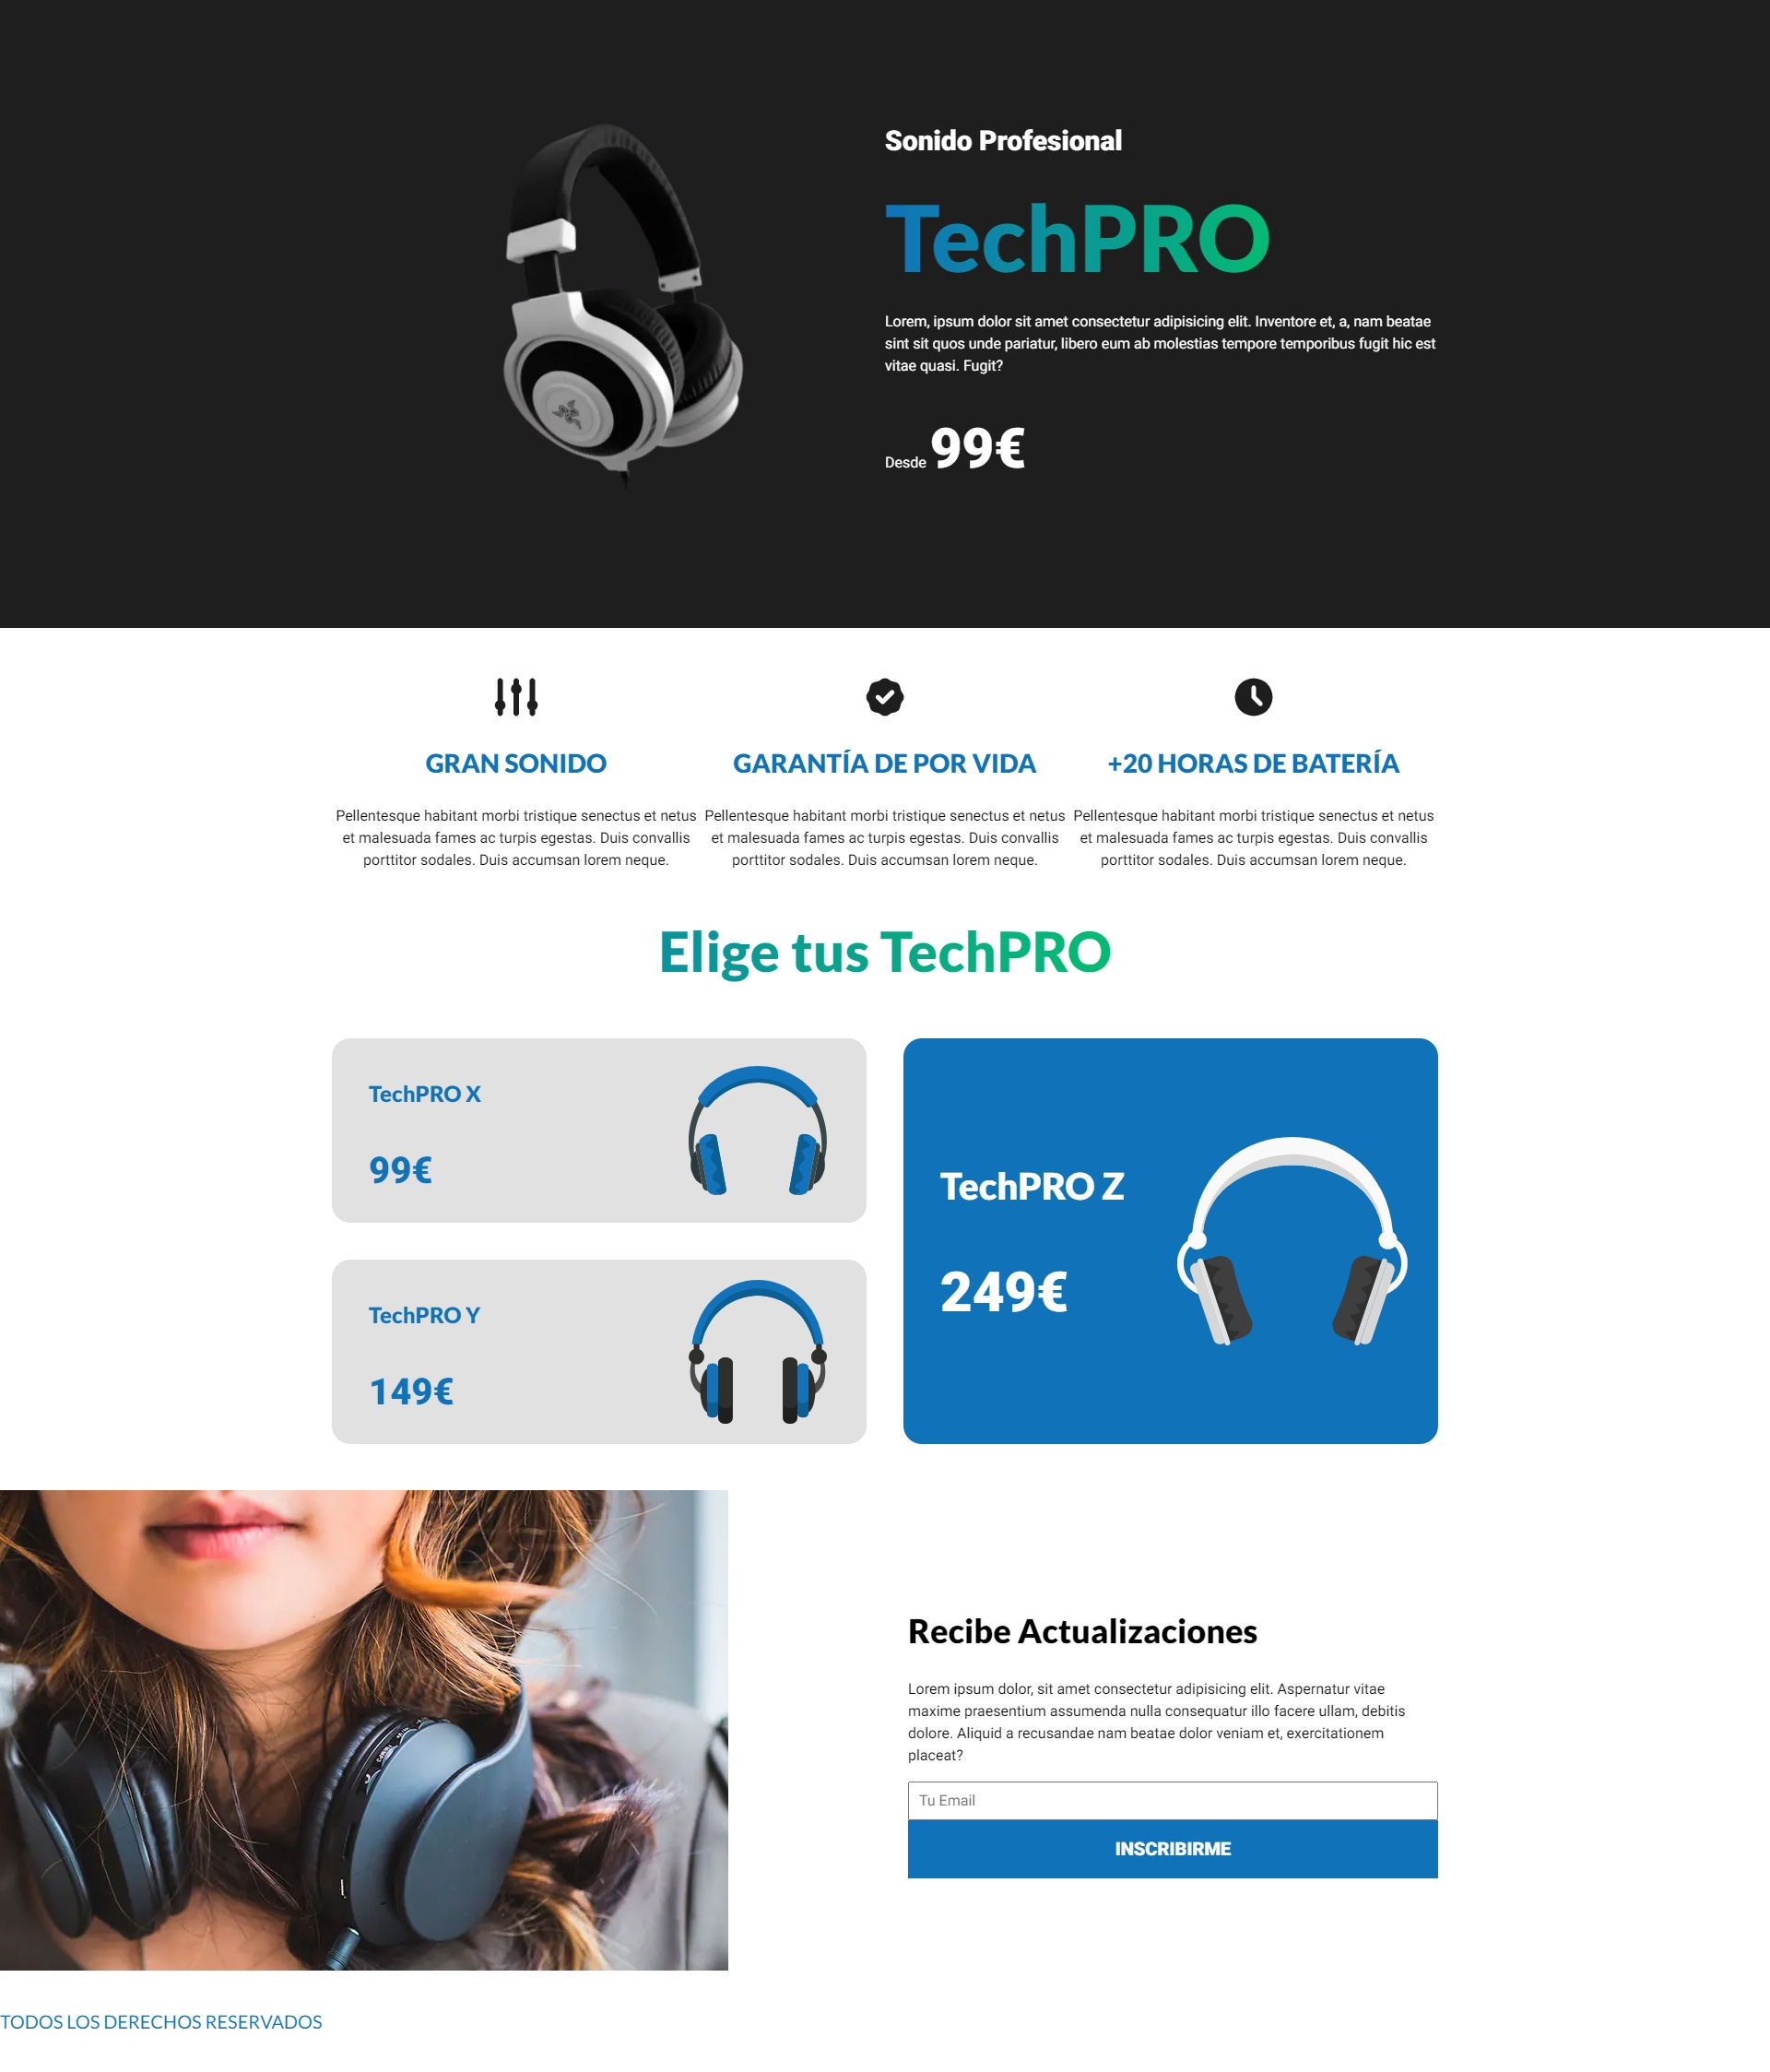 Sonido Profesional
TechPRO
Lorem, ipsum dolor sit amet consectetur adipisicing elit. Inventore et, a, nam beatae
sint sit quos unde pariatur, libero eum ab molestias tempore temporibus fugit hic est
vitae quasi. Fugit?
Desde 99€
GRAN SONIDO
Pellentesque habitant morbi tristique senectus et netus
et malesuada fames ac turpis egestas. Duis convallis
porttitor sodales. Duis accumsan lorem neque.
GARANTÍA DE POR VIDA
Pellentesque habitant morbi tristique senectus et netus
et malesuada fames ac turpis egestas. Duis convallis
porttitor sodales. Duis accumsan lorem neque.
+20 HORAS DE BATERÍA
Pellentesque habitant morbi tristique senectus et netus
et malesuada fames ac turpis egestas. Duis convallis
porttitor sodales. Duis accumsan lorem neque.
Elige tus TechPRO
TechPRO X
99€
TechPRO Y
149€
TechPRO Z
249€
Recibe Actualizaciones
Lorem ipsum dolor, sit amet consectetur adipisicing elit. Aspernatur vitae
maxime praesentium assumenda nulla consequatur illo facere ullam, debitis
dolore. Aliquid a recusandae nam beatae dolor veniam et, exercitationem
placeat?
Tu Email
INSCRIBIRME
TODOS LOS DERECHOS RESERVADOS